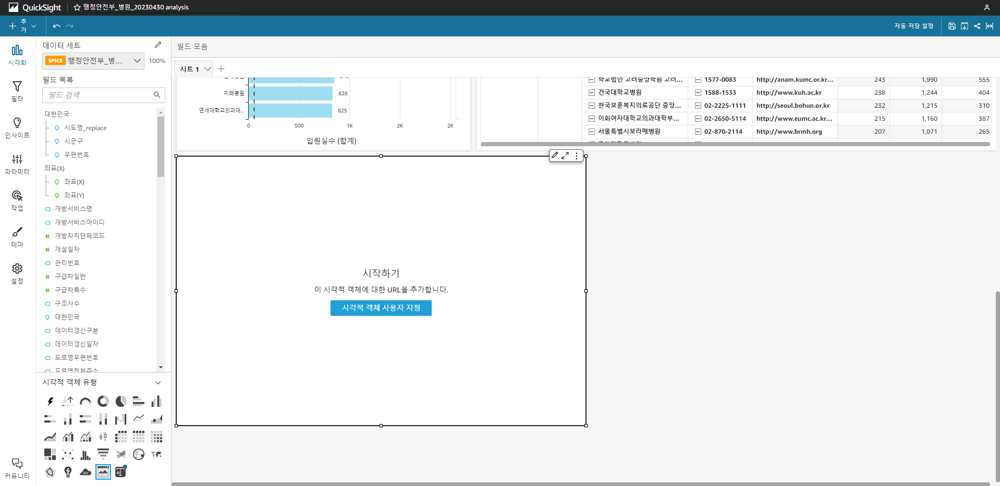 QuickSight
행정안전부_병원_20230430 analysis
추
가
자동 저장 설정
시각화
필터
인사이트
파라미터
작업
테마
설정
커뮤니티
데이터 세트
SPICE 행정안전부_병... 100%
필드 목록
필드 검색
대한민국
시도명_replace
시군구
우편번호
좌표(X)
좌표(X)
좌표(Y)
개방서비스명
개방서비스아이디
개방자치단체코드
개설일자
관리번호
구급차일반
구급차특수
구조사수
대한민국
데이터갱신구분
데이터갱신일자
도로명우편번호
도로명전체주소
시각적 객체 유형
abc
필드 모음
시트 1
미래병원 828
연세대학교의과대... 825
0 500 1K 2K 2K
입원실수 (합계)
학교법인 고려중앙학원 고려... 1577-0083 http://anam.kumc.or.kr... 243 1,990 555
건국대학교병원 1588-1533 http://www.kuh.ac.kr 238 1,244 404
한국보훈복지의료공단 중앙... 02-2225-1111 http://seoul.bohun.or.kr 232 1,215 310
이화여자대학교의과대학부... 02-2650-5114 http://www.eumc.ac.kr... 215 1,160 387
서울특별시보라매병원 02-870-2114 http://www.brmh.org 207 1,071 265
시작하기
이 시각적 객체에 대한 URL을 추가합니다.
시각적 객체 사용자 지정